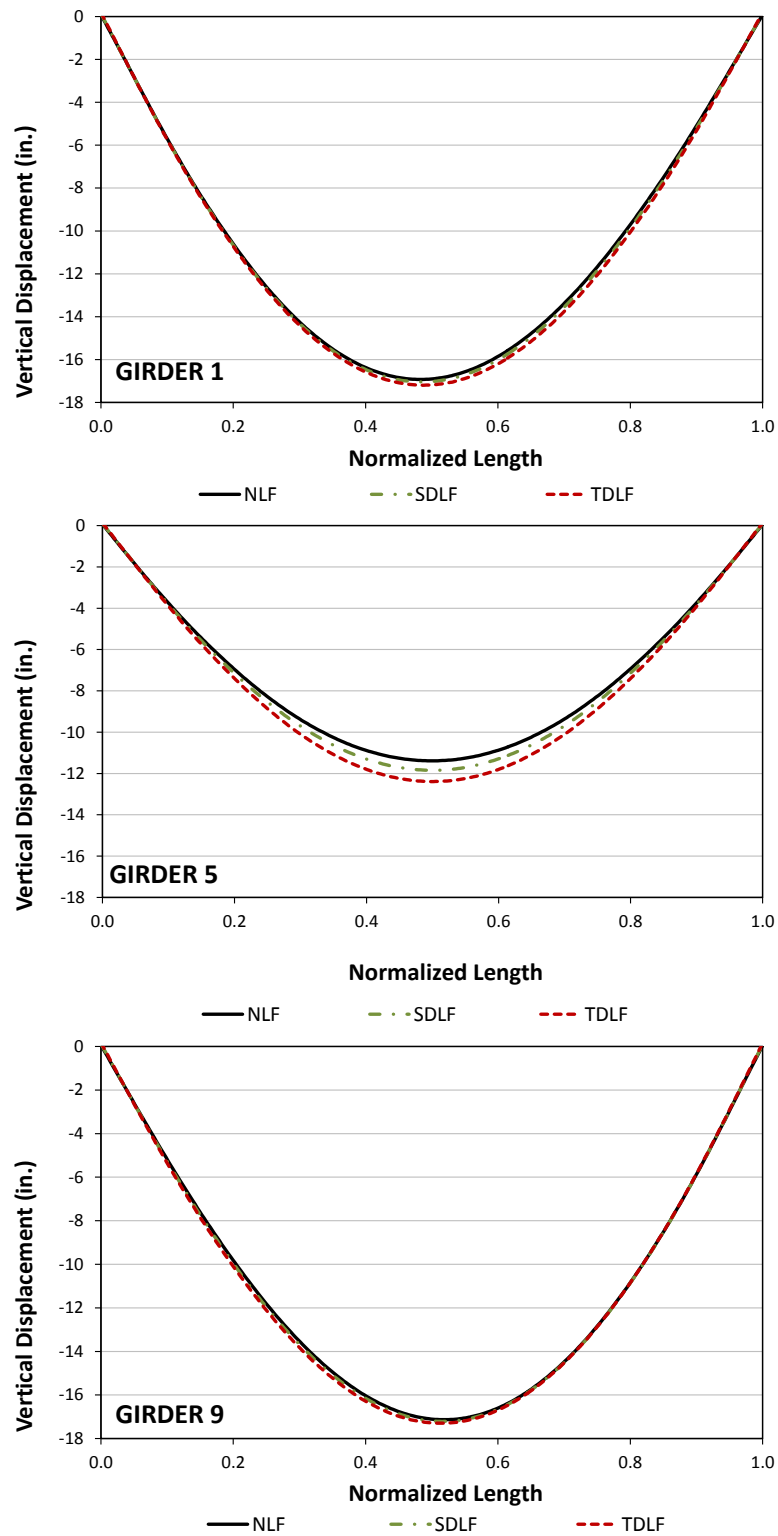 0
-2
-4
-6
-8
-10
-12
-14
-16
-18
Vertical Displacement (in.)
GIRDER 1
0.0 0.2 0.4 0.6 0.8 1.0
Normalized Length
NLF SDLF TDLF
0
-2
-4
-6
-8
-10
-12
-14
-16
-18
Vertical Displacement (in.)
GIRDER 5
0.0 0.2 0.4 0.6 0.8 1.0
Normalized Length
NLF SDLF TDLF
0
-2
-4
-6
-8
-10
-12
-14
-16
-18
Vertical Displacement (in.)
GIRDER 9
0.0 0.2 0.4 0.6 0.8 1.0
Normalized Length
NLF SDLF TDLF